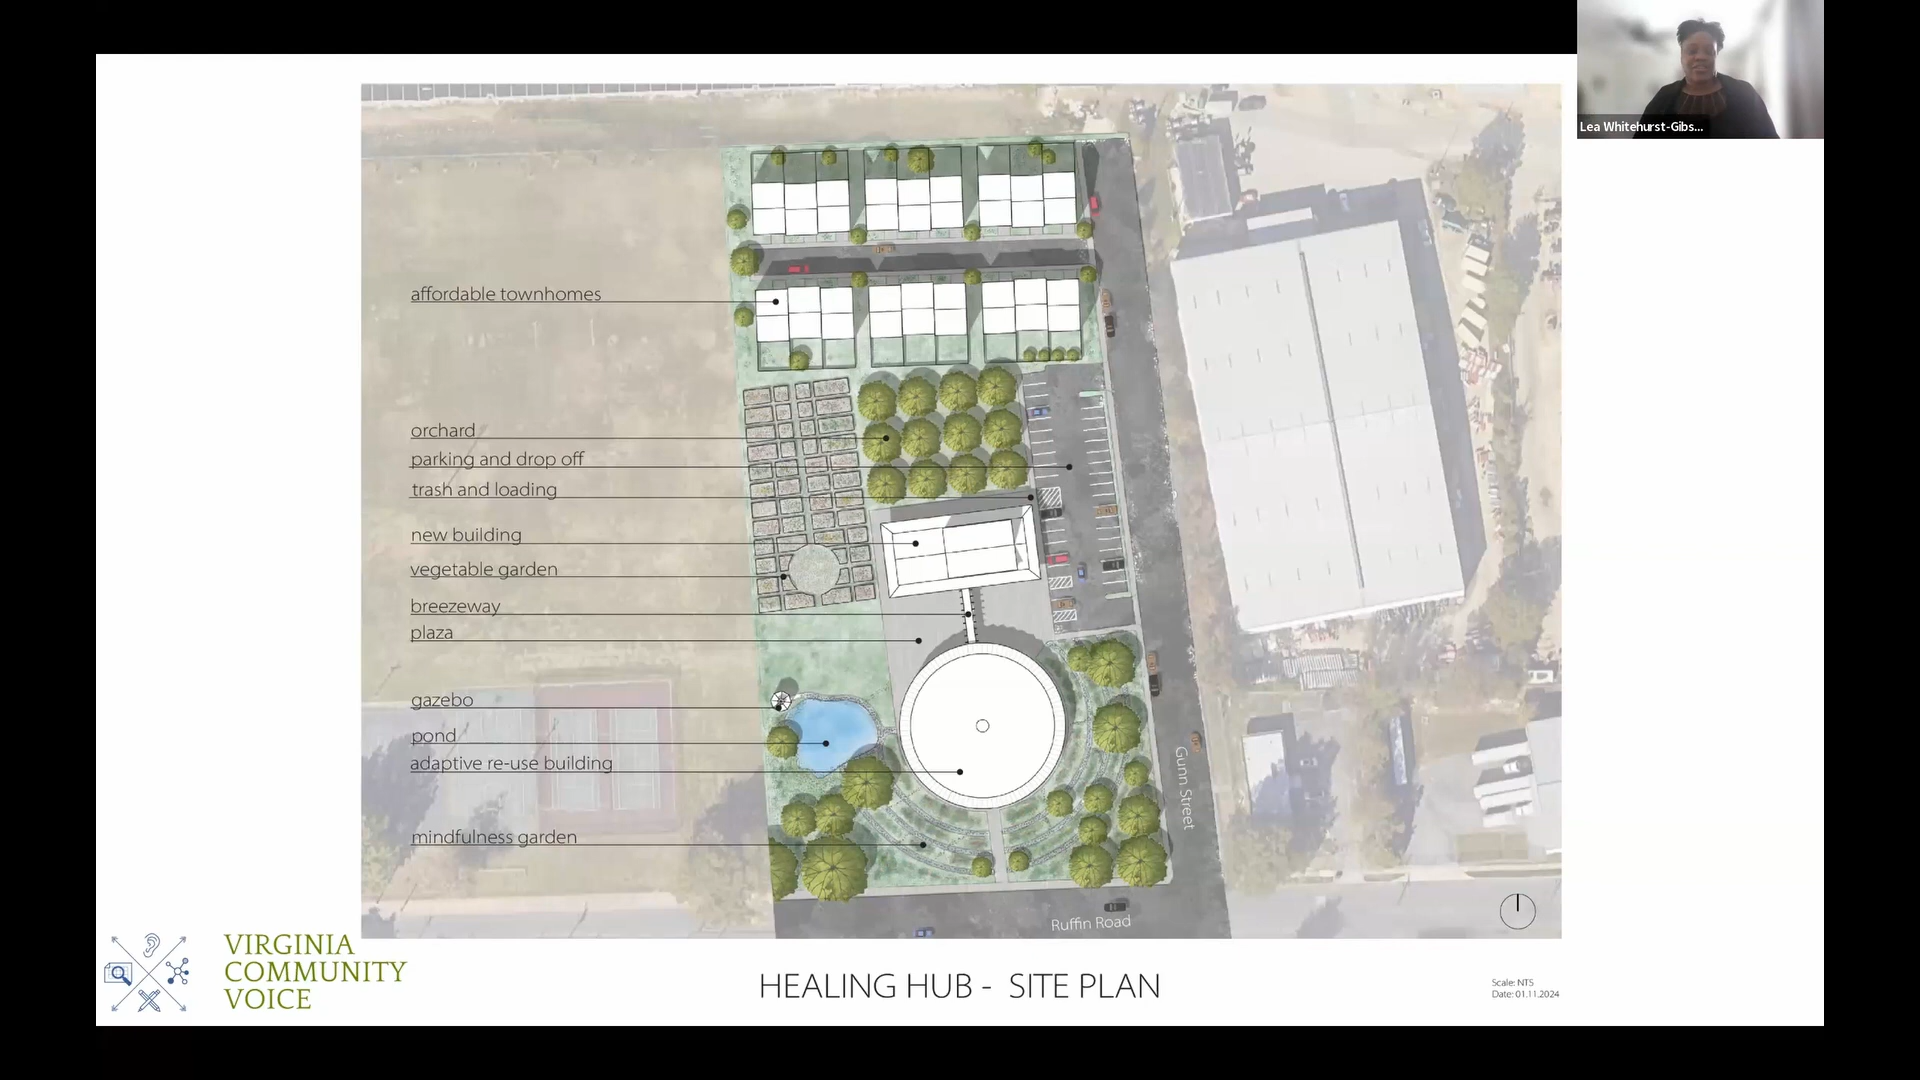 Lea Whitehurst-Gibs...
affordable townhomes
orchard
parking and drop off
trash and loading
new building
vegetable garden
breezeway
plaza
gazebo
pond
adaptive re-use building
mindfulness garden
Gunn Street
Ruffin Road
VIRGINIA
COMMUNITY
VOICE
HEALING HUB - SITE PLAN
Scale: NTS
Date: 01.11.2024